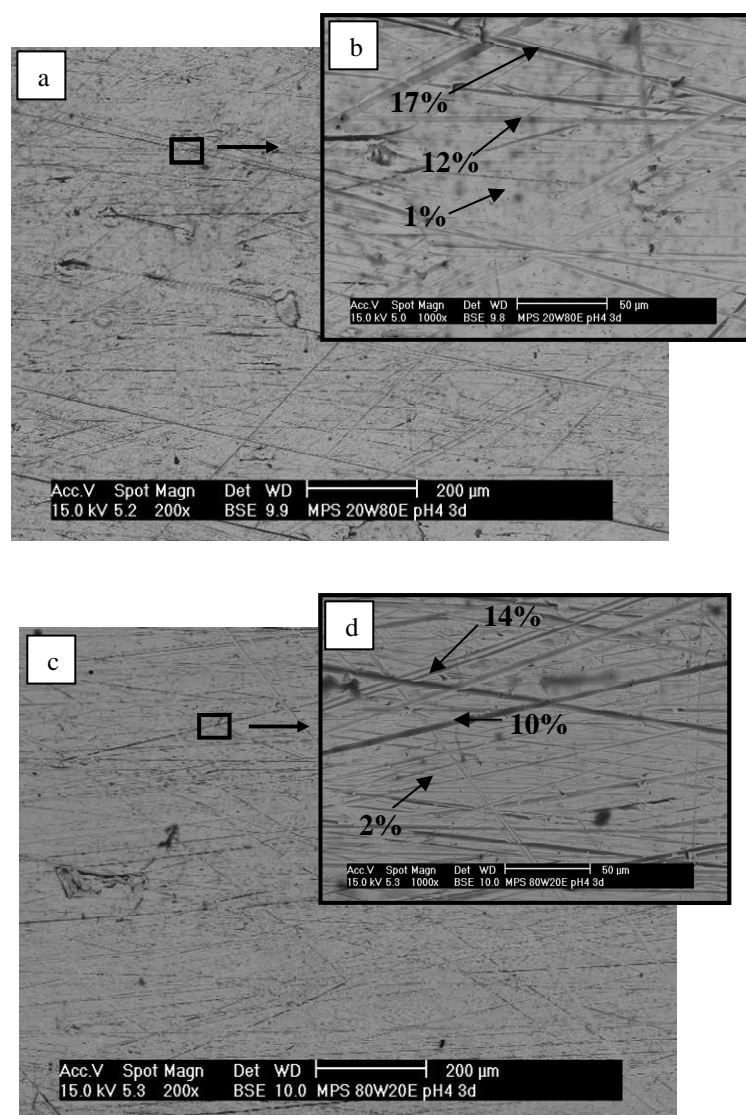 a
b
17%
12%
1%
Acc.V Spot Magn Det WD 50 µm
15.0 kV 5.0 1000x BSE 9.8 MPS 20W80E pH4 3d
Acc.V Spot Magn Det WD 200 µm
15.0 kV 5.2 200x BSE 9.9 MPS 20W80E pH4 3d
c
d
14%
10%
2%
Acc.V Spot Magn Det WD 50 µm
15.0 kV 5.3 1000x BSE 10.0 MPS 80W20E pH4 3d
Acc.V Spot Magn Det WD 200 µm
15.0 kV 5.3 200x BSE 10.0 MPS 80W20E pH4 3d